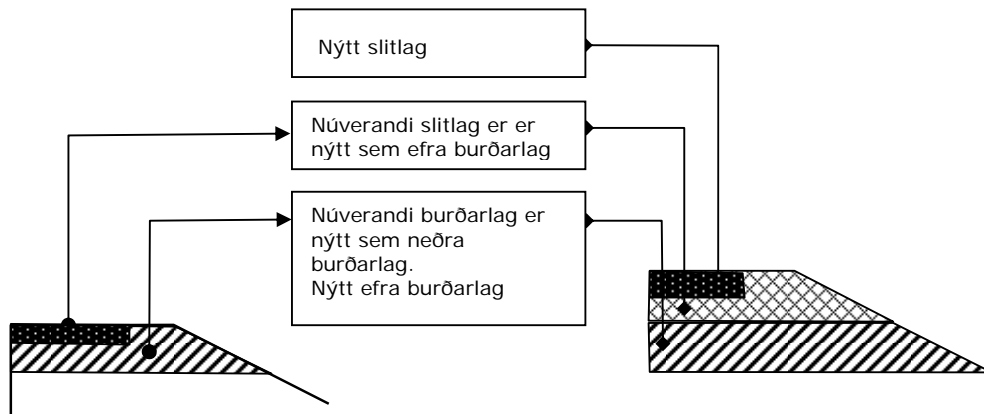 Nýtt slitlag
Núverandi slitlag er er
nýtt sem efra burðarlag
Núverandi burðarlag er
nýtt sem neðra
burðarlag.
Nýtt efra burðarlag